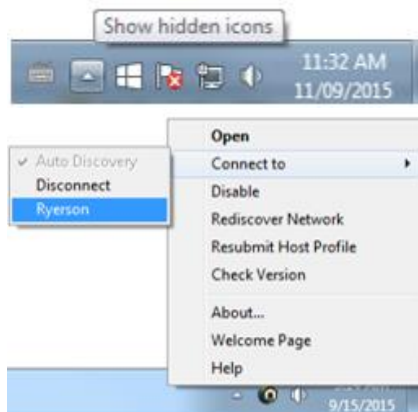 Show hidden icons
11:32 AM
11/09/2015
Open
Connect to
Disable
Rediscover Network
Resubmit Host Profile
Check Version
About...
Welcome Page
Help
Auto Discovery
Disconnect
Ryerson
9/15/2015